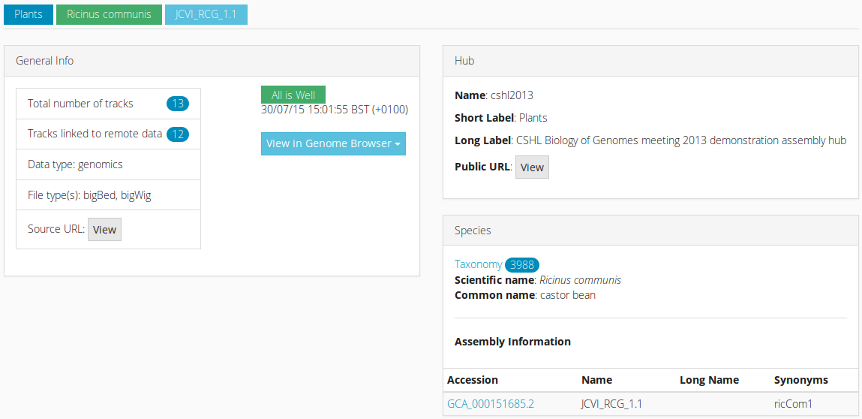 Plants Ricinus communis JCVI_RCG_1.1
General Info
Total number of tracks 13
Tracks linked to remote data 12
Data type: genomics
File type(s): bigBed, bigWig
Source URL: View
All is Well
30/07/15 15:01:55 BST (+0100)
View in Genome Browser
Hub
Name: cshl2013
Short Label: Plants
Long Label: CSHL Biology of Genomes meeting 2013 demonstration assembly hub
Public URL: View
Species
Taxonomy 3988
Scientific name: Ricinus communis
Common name: castor bean
Assembly Information
Accession Name Long Name Synonyms
GCA_000151685.2 JCVI_RCG_1.1 ricCom1